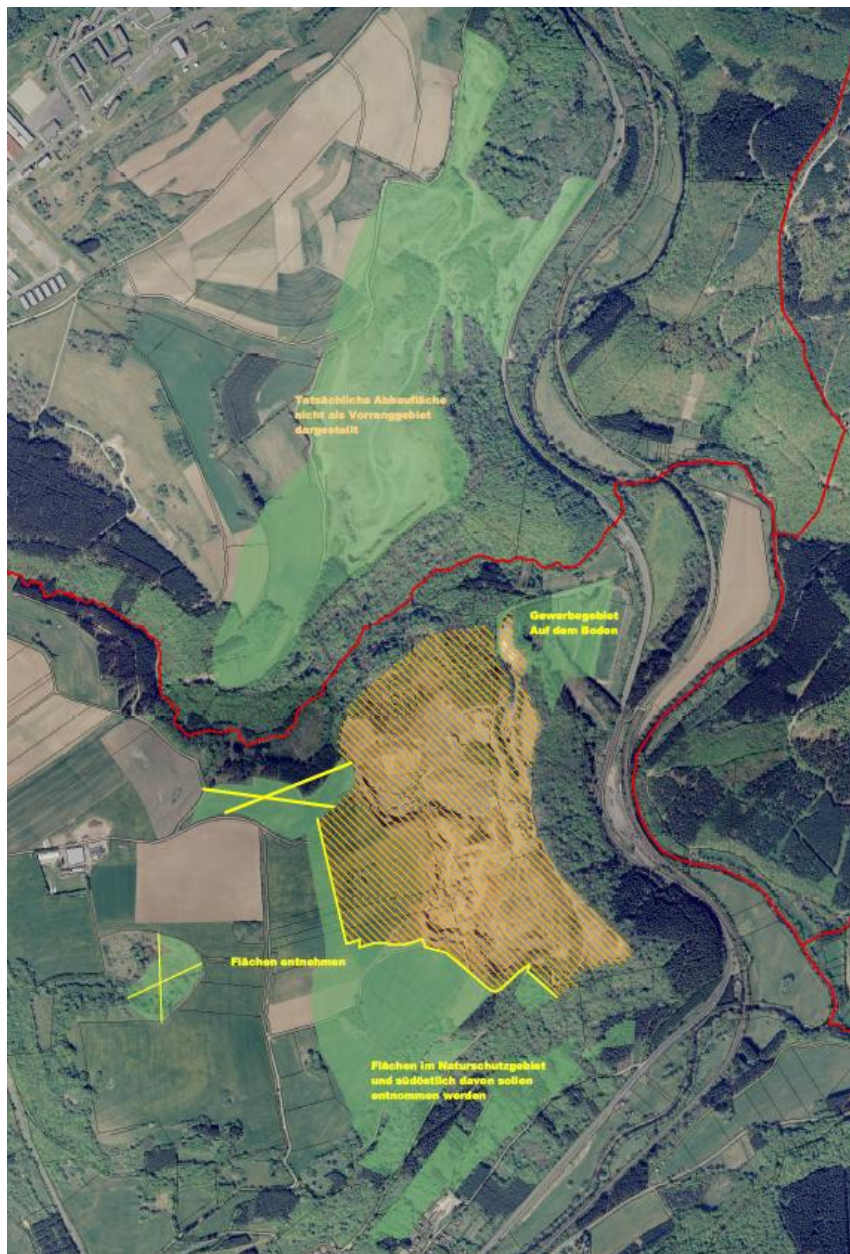 Tatsächliche Abbaufläche
nicht als Vorranggebiet
dargestellt
Gewerbegebiet
Auf dem Boden
Flächen entnehmen
Flächen im Naturschutzgebiet
und südöstlich davon sollen
entnommen werden